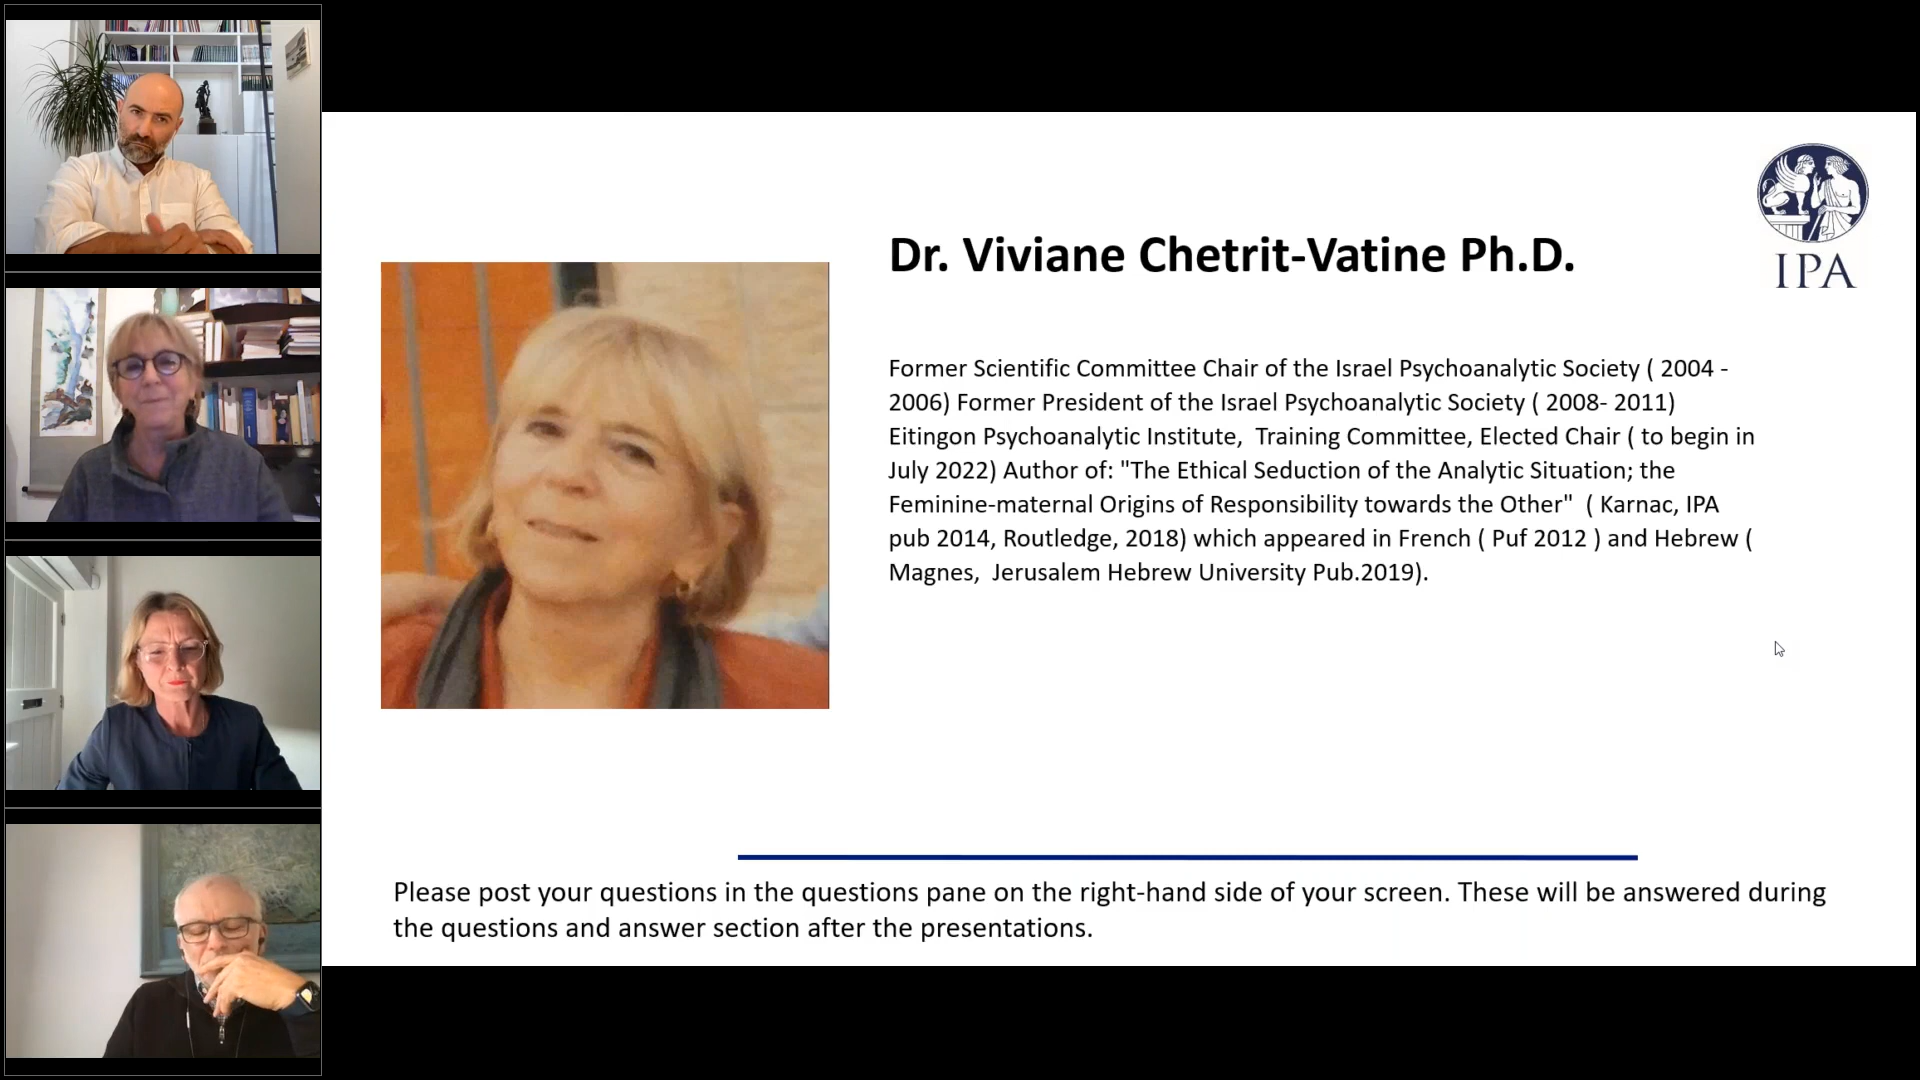 IPA
Dr. Viviane Chetrit-Vatine Ph.D.
Former Scientific Committee Chair of the Israel Psychoanalytic Society ( 2004 -
2006) Former President of the Israel Psychoanalytic Society ( 2008- 2011)
Eitingon Psychoanalytic Institute,  Training Committee, Elected Chair ( to begin in
July 2022) Author of: "The Ethical Seduction of the Analytic Situation; the
Feminine-maternal Origins of Responsibility towards the Other"  ( Karnac, IPA
pub 2014, Routledge, 2018) which appeared in French ( Puf 2012 ) and Hebrew (
Magnes,  Jerusalem Hebrew University Pub.2019).
Please post your questions in the questions pane on the right-hand side of your screen. These will be answered during
the questions and answer section after the presentations.